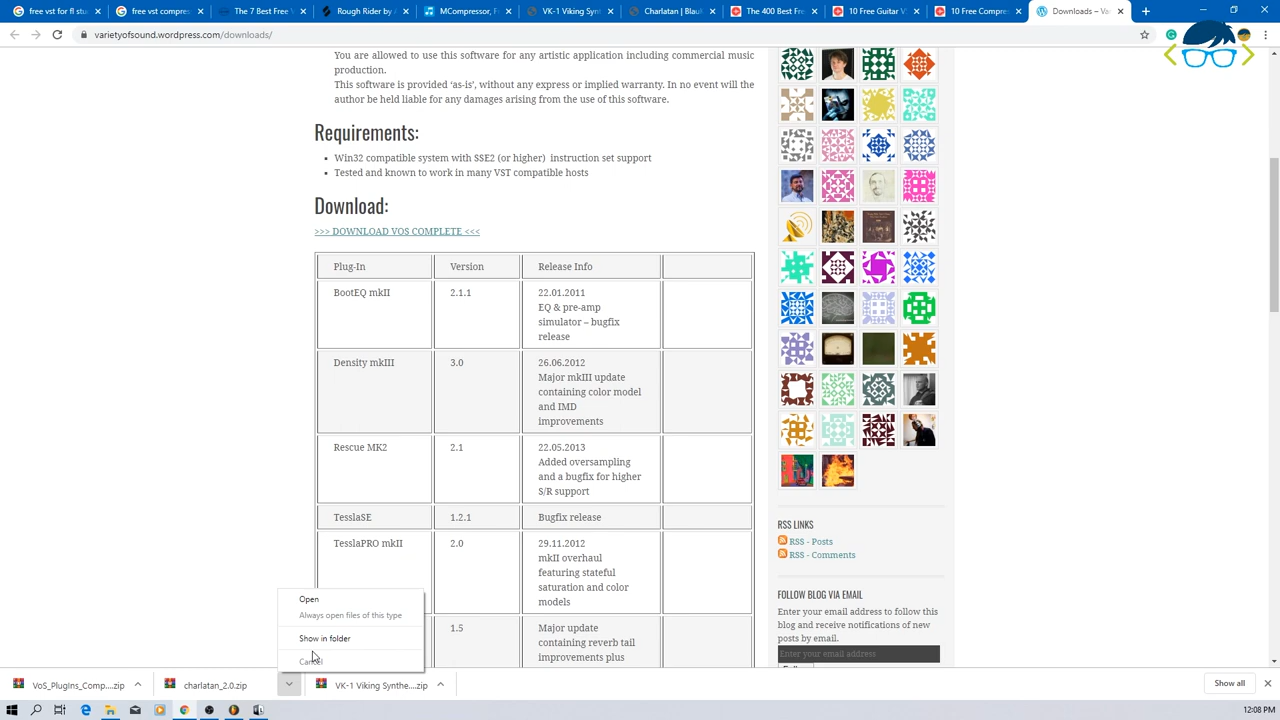 free vst for fl stu
free vst compres
The 7 Best Free V
Rough Rider by
MCompressor, Fr
VK-1 Viking Synt
Charlatan | Blauk
The 400 Best Fre
10 Free Guitar VS
10 Free Compres
Downloads – Vari
varietyofsound.wordpress.com/downloads/
You are allowed to use this software for any artistic application including commercial music
production.
This software is provided ‘as-is’, without any express or implied warranty. In no event will the
author be held liable for any damages arising from the use of this software.
Requirements:
Win32 compatible system with SSE2 (or higher) instruction set support
Tested and known to work in many VST compatible hosts
Download:
>>> DOWNLOAD VOS COMPLETE <<<
Plug-In Version Release Info
BootEQ mkII 2.1.1 22.01.2011
EQ & pre-amp
simulator – bugfix
release
Density mkIII 3.0 26.06.2012
Major mkIII update
containing color model
and IMD
improvements
Rescue MK2 2.1 22.05.2013
Added oversampling
and a bugfix for higher
S/R support
TesslaSE 1.2.1 Bugfix release
TesslaPRO mkII 2.0 29.11.2012
mkII overhaul
featuring stateful
saturation and color
models
1.5 Major update
containing reverb tail
improvements plus
RSS LINKS
RSS - Posts
RSS - Comments
FOLLOW BLOG VIA EMAIL
Enter your email address to follow this
blog and receive notifications of new
posts by email.
Enter your email address
Open
Always open files of this type
Show in folder
Cancel
VoS_PlugIns_Comp....zip
charlatan_2.0.zip
VK-1 Viking Synthe....zip
Show all
12:08 PM